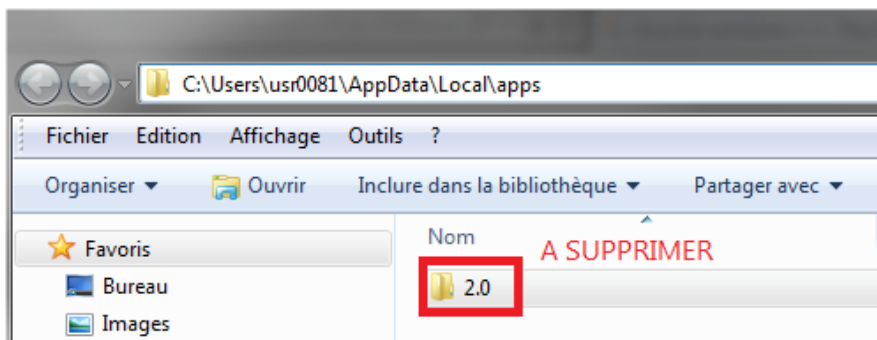 C:\Users\usr0081\AppData\Local\apps
Fichier Edition Affichage Outils ?
Organiser Ouvrir Inclure dans la bibliothèque Partager avec
Favoris
Bureau
Images
Nom
A SUPPRIMER
2.0